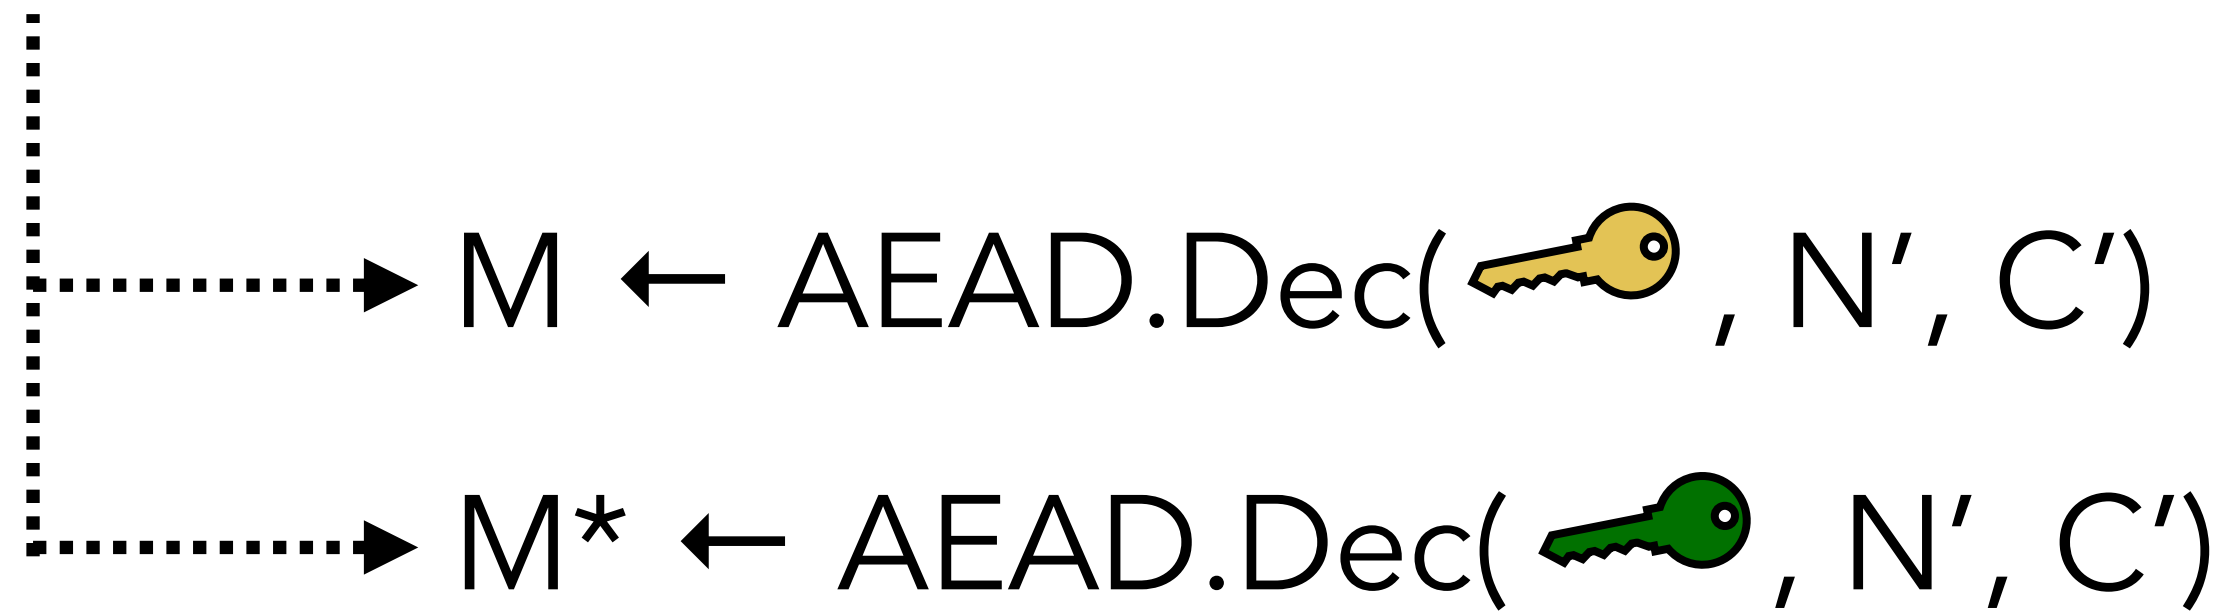 M ← AEAD.Dec( , N′, C′)
M* ← AEAD.Dec( , N′, C′)